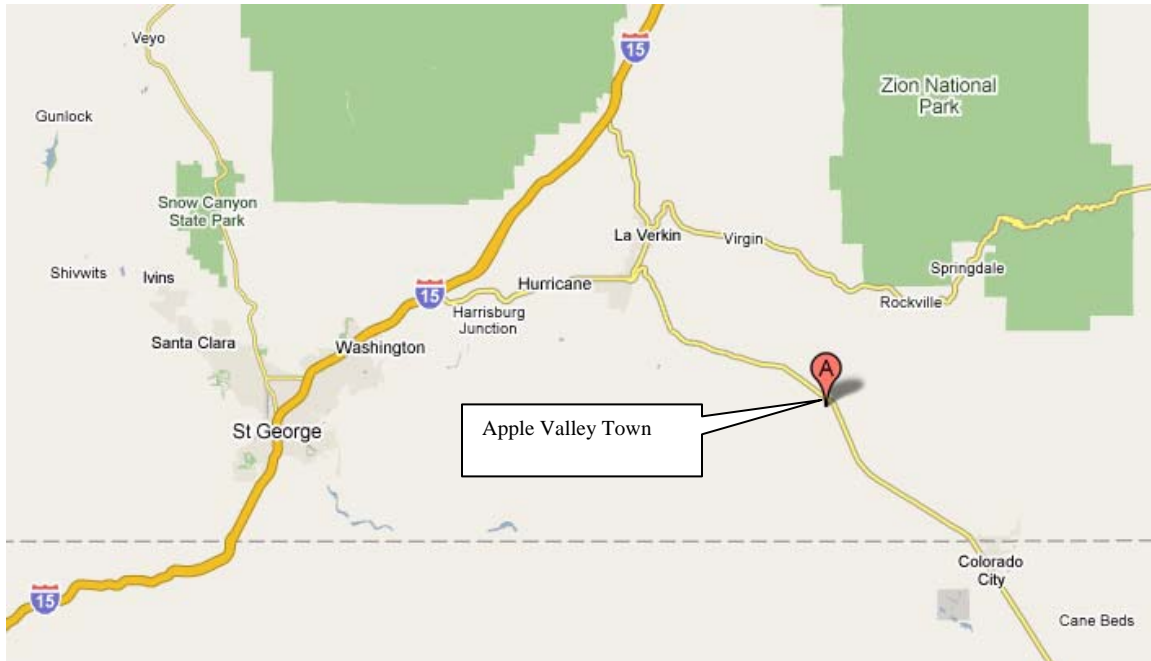 Veyo
15
Zion National
Park
Gunlock
Snow Canyon
State Park
La Verkin
Virgin
Shivwits
Ivins
Springdale
Hurricane
15
Rockville
Harrisburg
Junction
Santa Clara
Washington
A
Apple Valley Town
St George
Colorado
City
15
Cane Beds